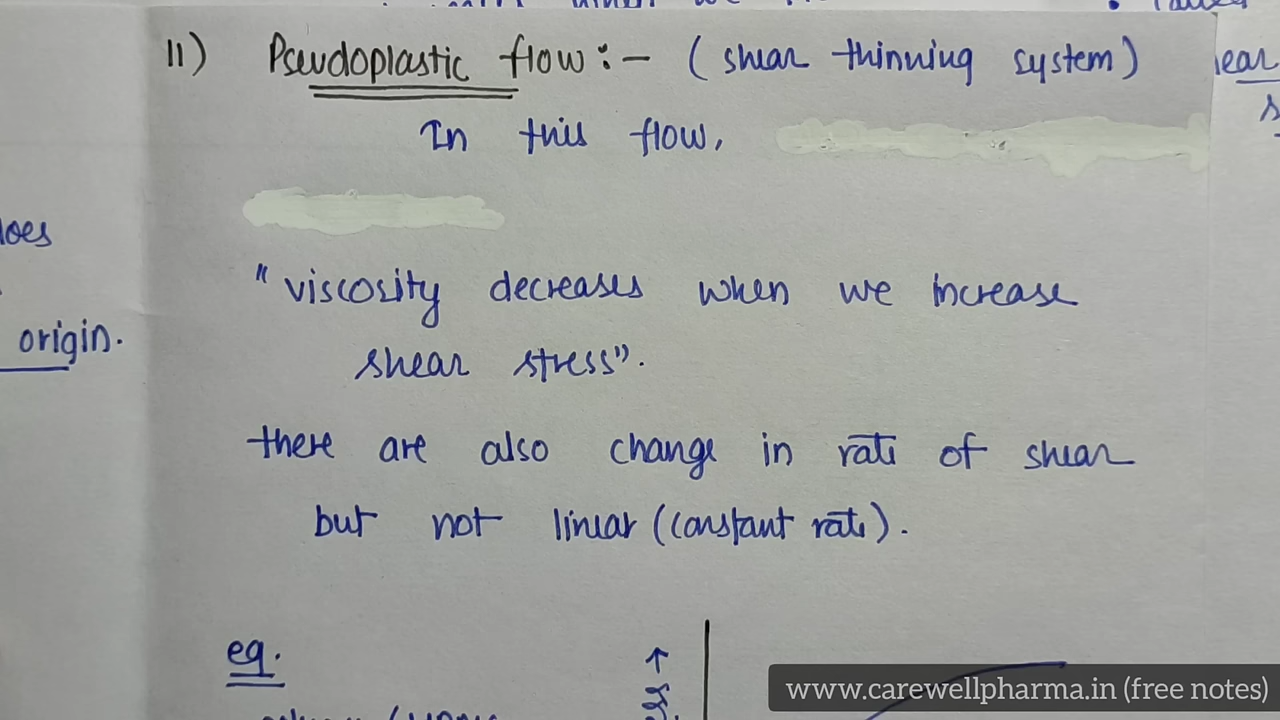 11) Pseudoplastic flow :- (shear thinning system)
In this flow,
"viscosity decreases when we increase
shear stress".
there are also change in rate of shear
but not linear (constant rate).
eg.
origin.
www.carewellpharma.in (free notes)